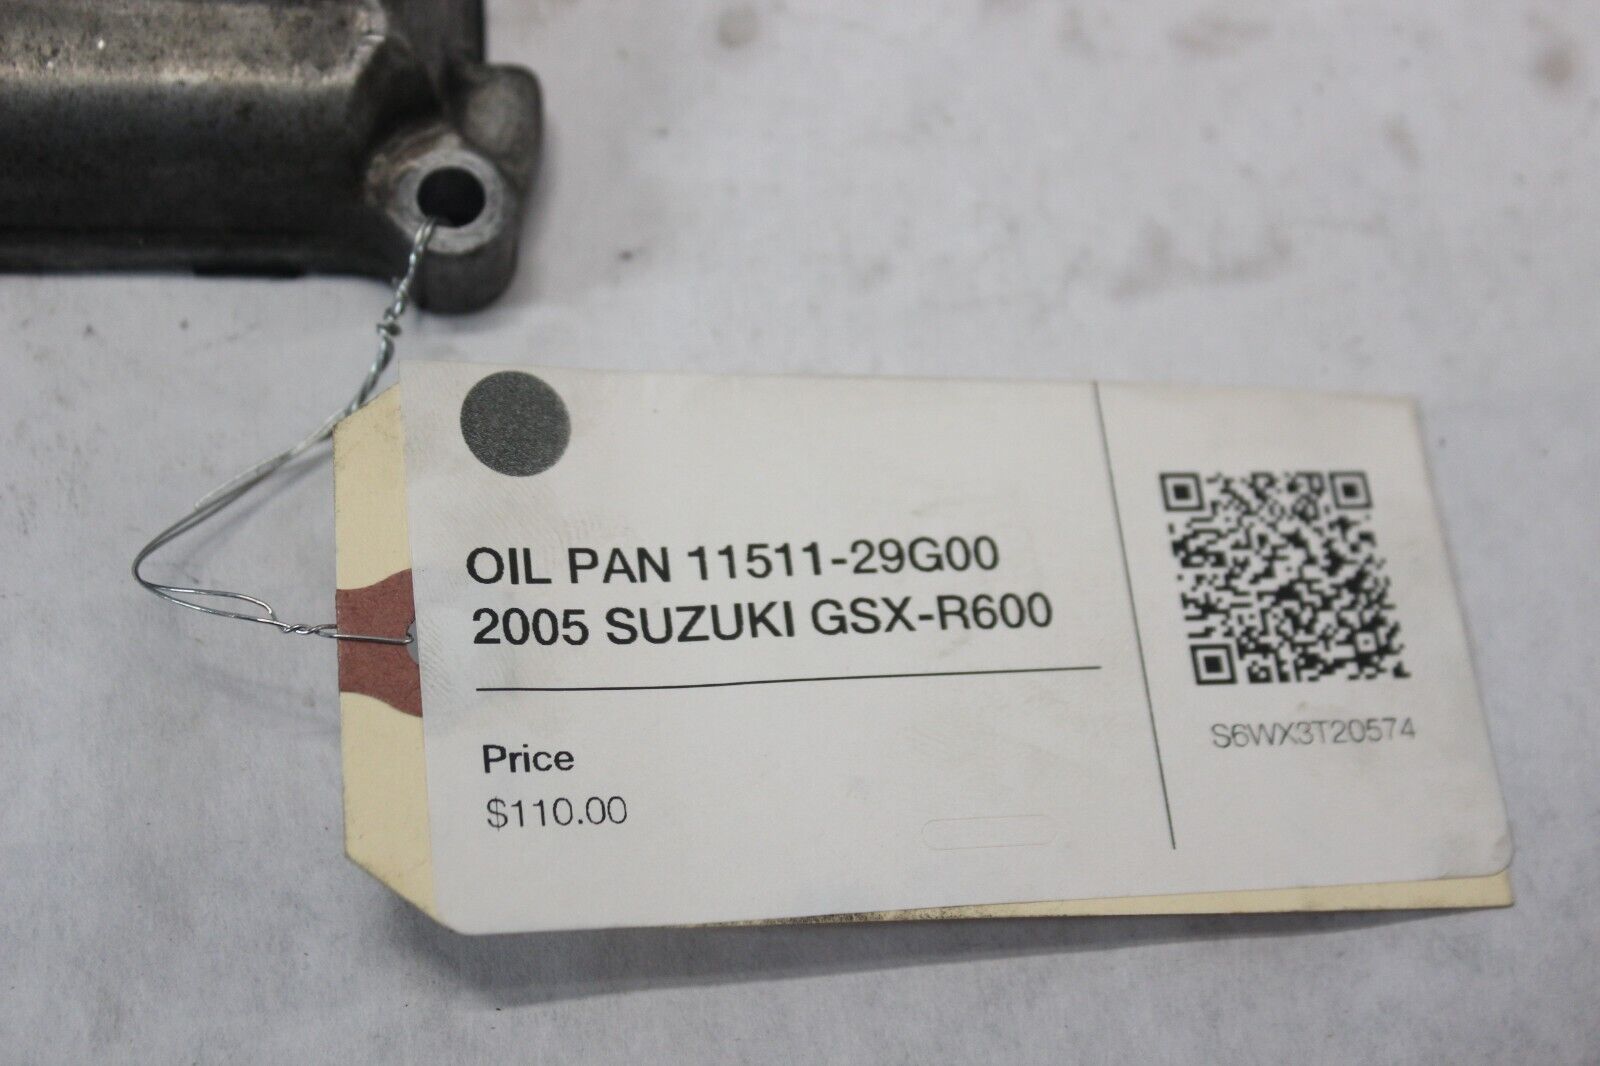 OIL PAN 11511-29G00
2005 SUZUKI GSX-R600
Price
$110.00
S6WX3T20574